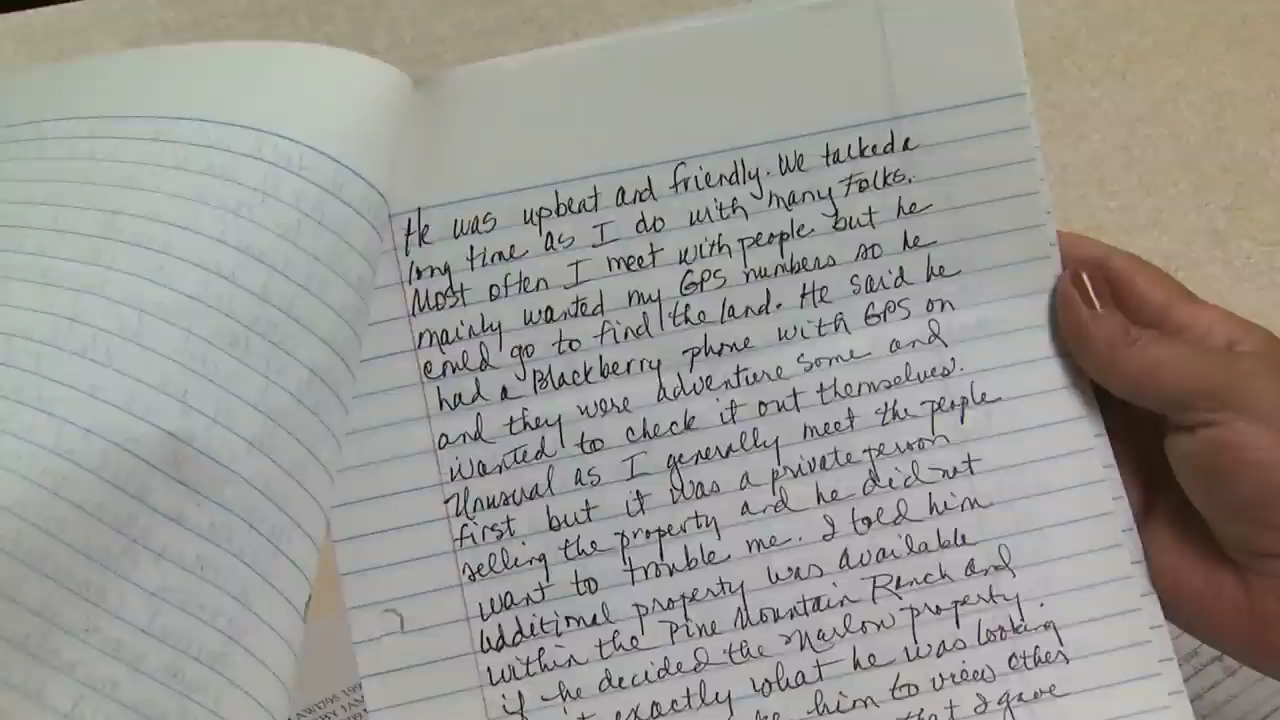 He was upbeat and friendly. We talked a
long time as I do with many folks.
Most often I meet with people but he
mainly wanted my GPS numbers so he
could go to find the land. He said he
had a Blackberry phone with GPS on
and they were adventure some and
wanted to check it out themselves.
Unusual as I generally meet the people
first but it was a private person
selling the property and he did not
want to trouble me. I told him
additional property was available
within the Pine Mountain Ranch and
if he decided the Marlow property
exactly what he was looking
him to view other
that I gave